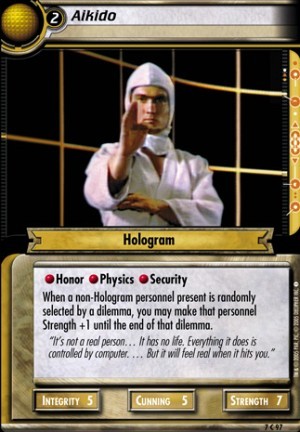 2 Aikido
Hologram
Honor Physics Security
When a non-Hologram personnel present is randomly
selected by a dilemma, you may make that personnel
Strength +1 until the end of that dilemma.
"It's not a real person… It has no life. Everything it does is
controlled by computer. … But it will feel real when it hits you."
Integrity 5 Cunning 5 Strength 7
7 C 97